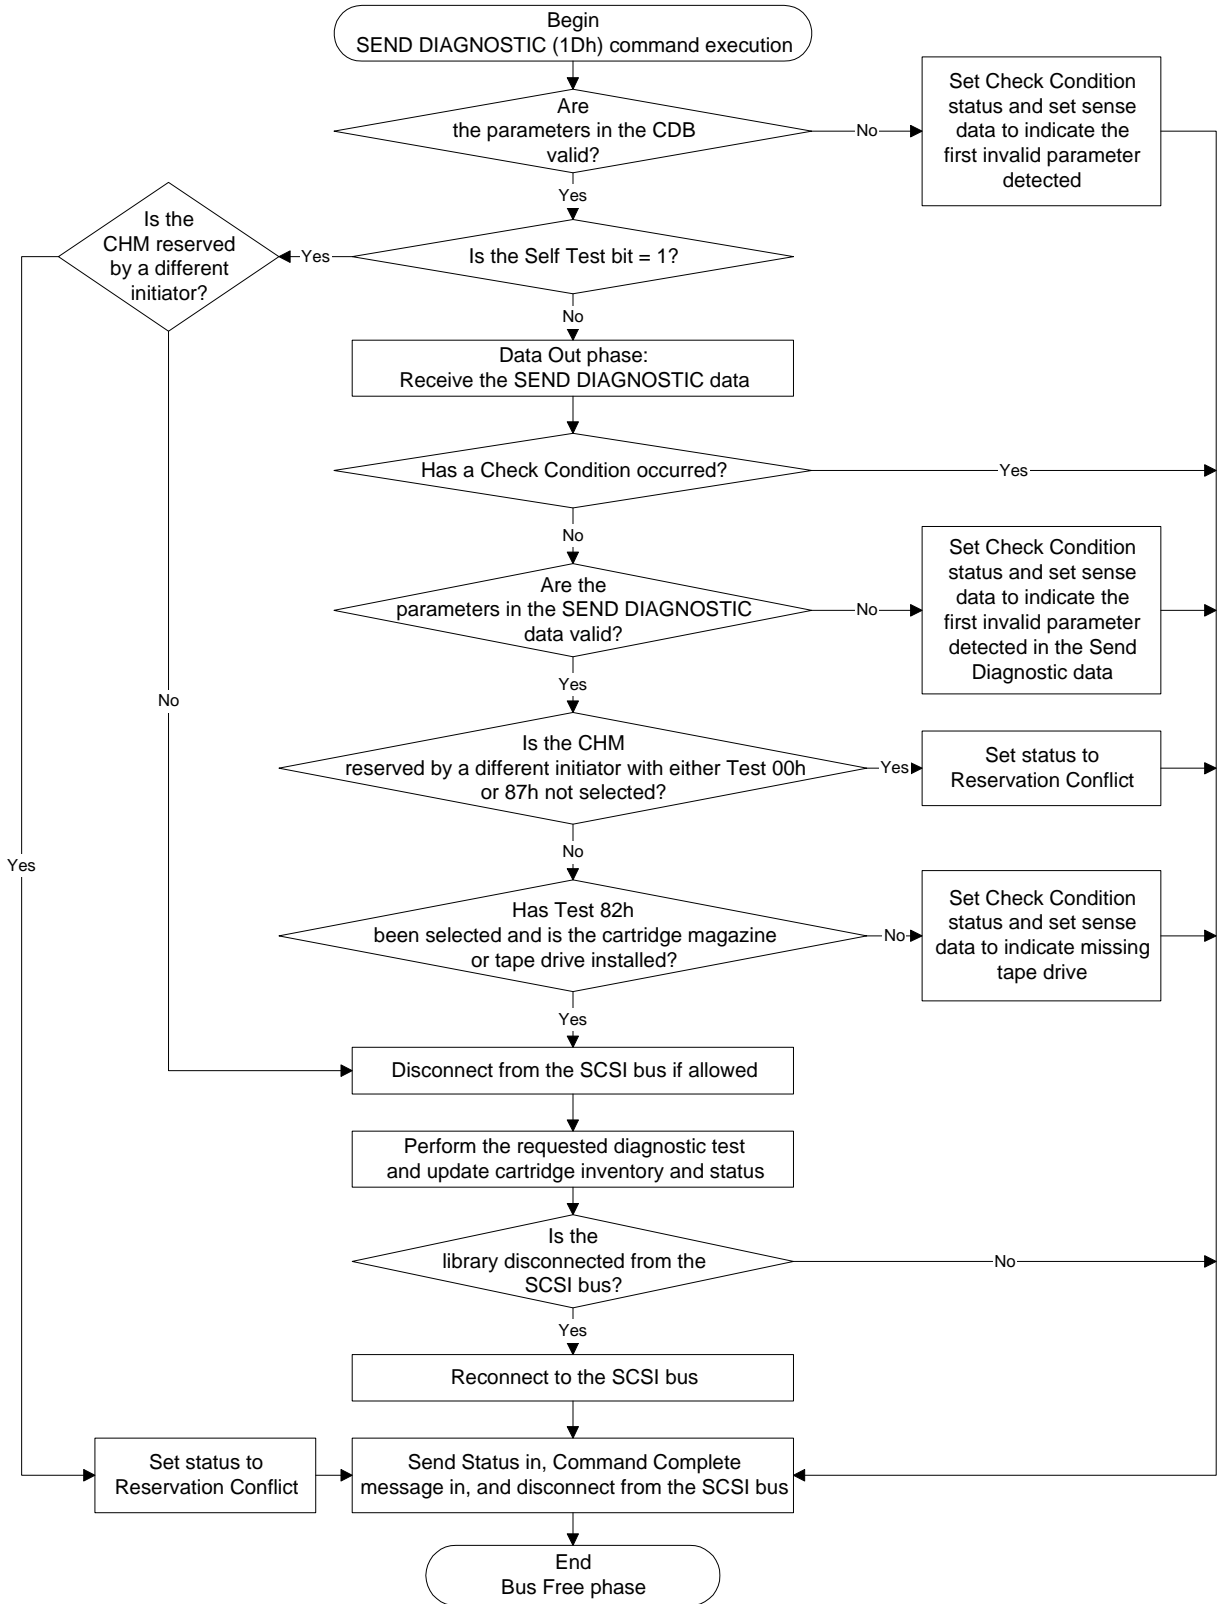 Begin
SEND DIAGNOSTIC (1Dh) command execution
Are
the parameters in the CDB
valid?
No
Set Check Condition
status and set sense
data to indicate the
first invalid parameter
detected
Yes
Is the Self Test bit = 1?
Yes
Is the
CHM reserved
by a different
initiator?
No
Data Out phase:
Receive the SEND DIAGNOSTIC data
Has a Check Condition occurred?
Yes
No
Are the
parameters in the SEND DIAGNOSTIC
data valid?
No
Set Check Condition
status and set sense
data to indicate the
first invalid parameter
detected in the Send
Diagnostic data
Yes
No
Is the CHM
reserved by a different initiator with either Test 00h
or 87h not selected?
Yes
Set status to
Reservation Conflict
No
Yes
Has Test 82h
been selected and is the cartridge magazine
or tape drive installed?
No
Set Check Condition
status and set sense
data to indicate missing
tape drive
Yes
Disconnect from the SCSI bus if allowed
Perform the requested diagnostic test
and update cartridge inventory and status
Is the
library disconnected from the
SCSI bus?
No
Yes
Reconnect to the SCSI bus
Set status to
Reservation Conflict
Send Status in, Command Complete
message in, and disconnect from the SCSI bus
End
Bus Free phase